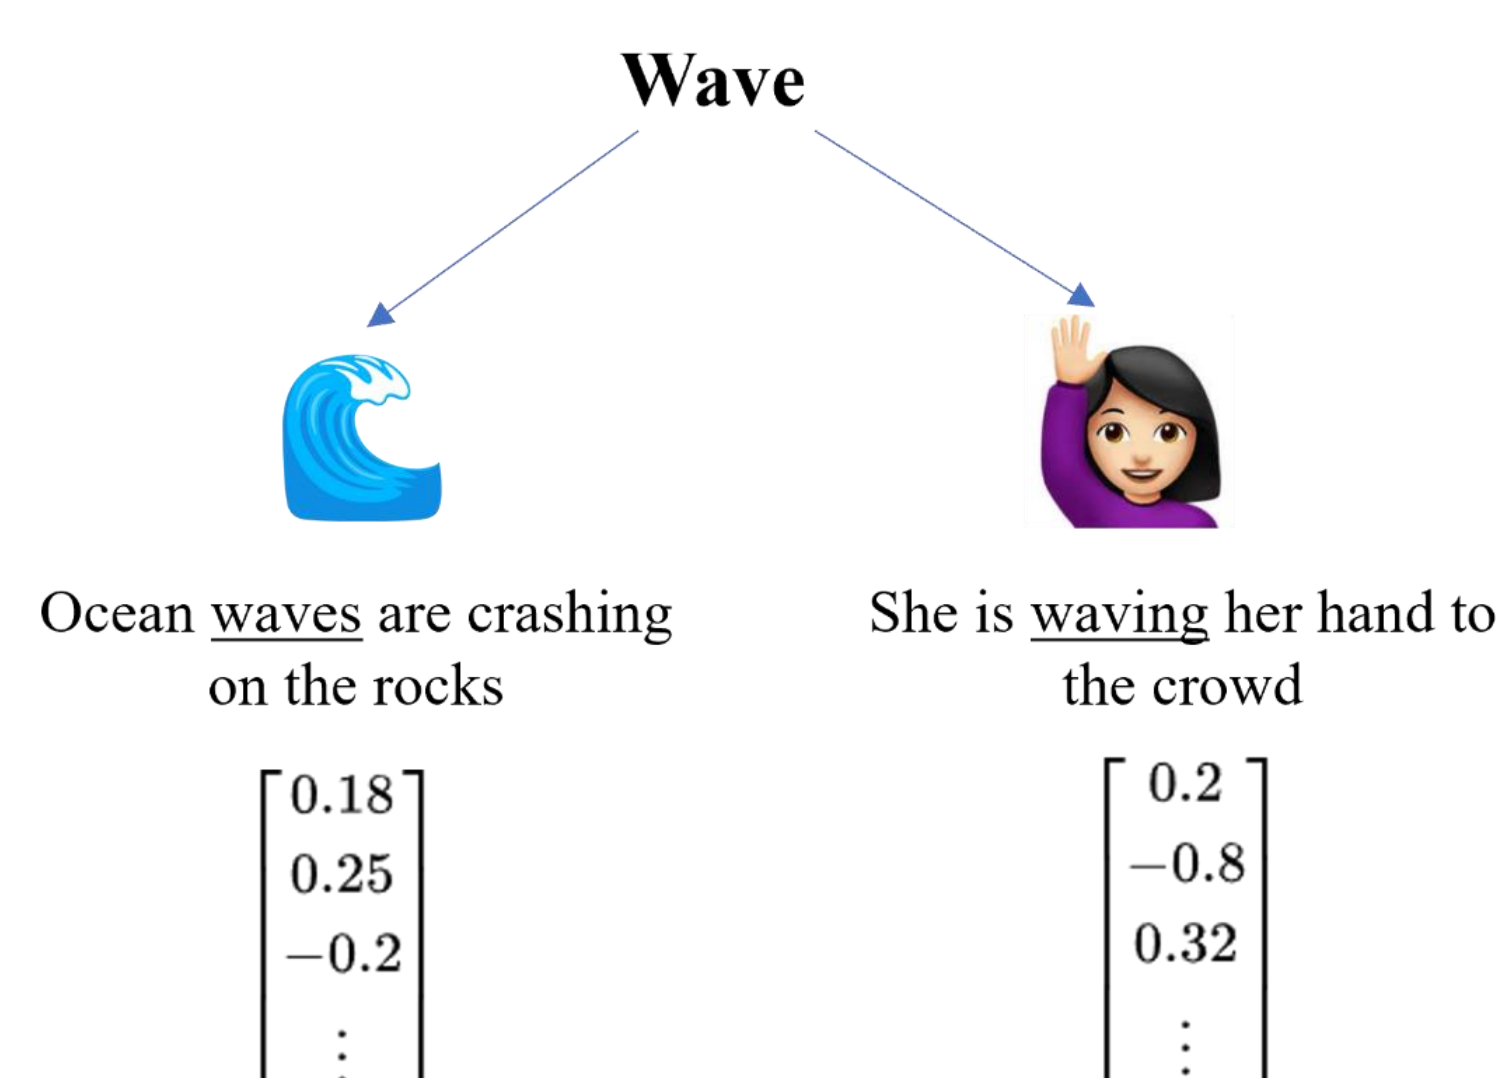 Wave
Ocean waves are crashing
on the rocks
She is waving her hand to
the crowd
0.18
0.25
−0.2
⋮
0.2
−0.8
0.32
⋮